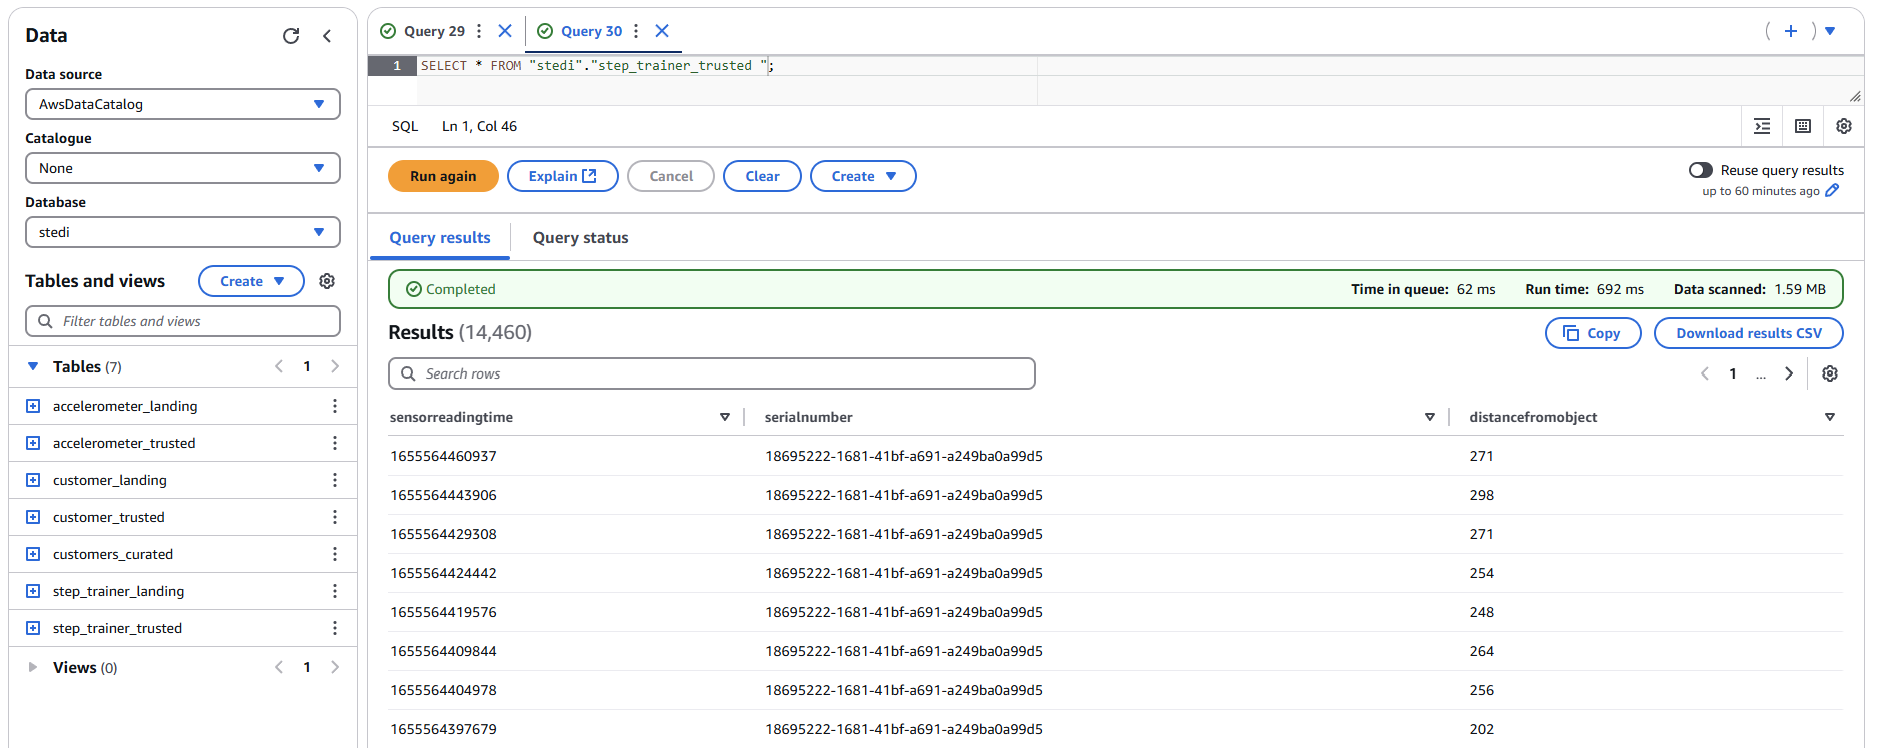 Data
Data source
AwsDataCatalog
Catalogue
None
Database
stedi
Tables and views
Create
Filter tables and views
Tables (7)
1
accelerometer_landing
accelerometer_trusted
customer_landing
customer_trusted
customers_curated
step_trainer_landing
step_trainer_trusted
Views (0)
1
Query 29
Query 30
1 SELECT * FROM "stedi"."step_trainer_trusted ";
SQL Ln 1, Col 46
Run again
Explain
Cancel
Clear
Create
Reuse query results
up to 60 minutes ago
Query results
Query status
Completed
Time in queue: 62 ms Run time: 692 ms Data scanned: 1.59 MB
Results (14,460)
Copy
Download results CSV
Search rows
1 ...
sensorreadingtime serialnumber distancefromobject
1655564460937 18695222-1681-41bf-a691-a249ba0a99d5 271
1655564443906 18695222-1681-41bf-a691-a249ba0a99d5 298
1655564429308 18695222-1681-41bf-a691-a249ba0a99d5 271
1655564424442 18695222-1681-41bf-a691-a249ba0a99d5 254
1655564419576 18695222-1681-41bf-a691-a249ba0a99d5 248
1655564409844 18695222-1681-41bf-a691-a249ba0a99d5 264
1655564404978 18695222-1681-41bf-a691-a249ba0a99d5 256
1655564397679 18695222-1681-41bf-a691-a249ba0a99d5 202